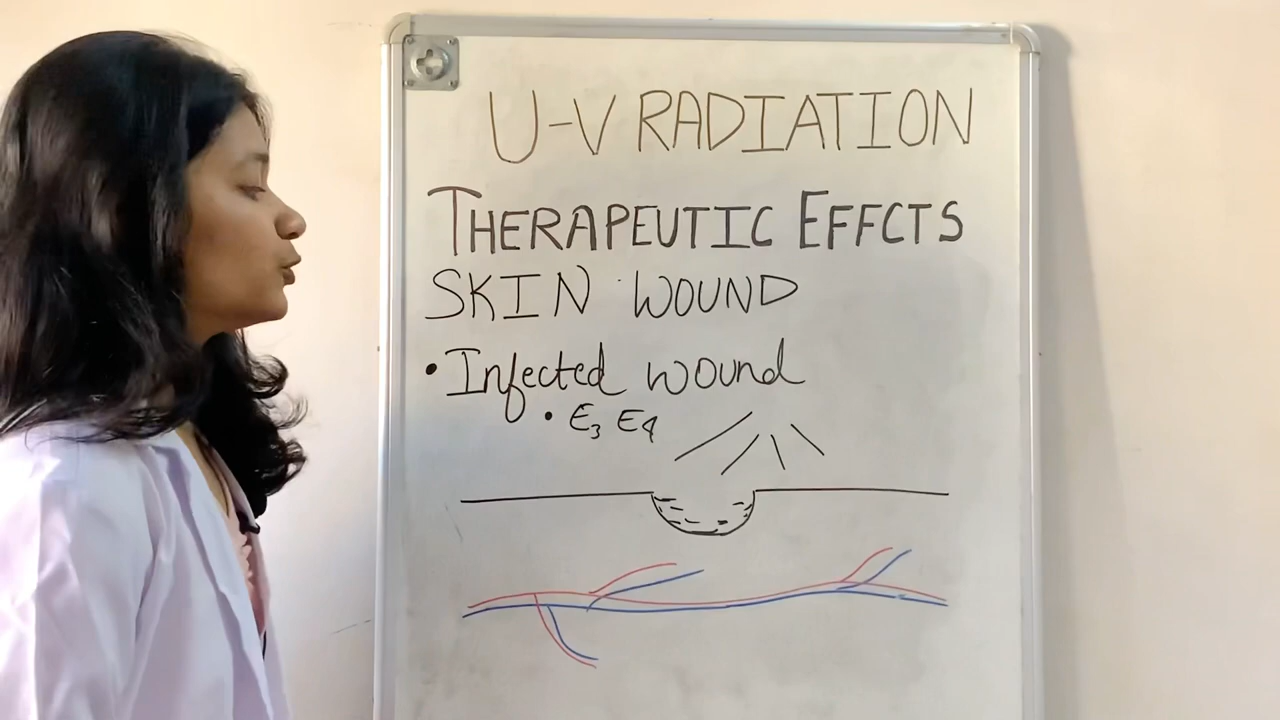 U-V RADIATION
THERAPEUTIC EFFCTS
SKIN WOUND
• Infected wound
• E3 E4